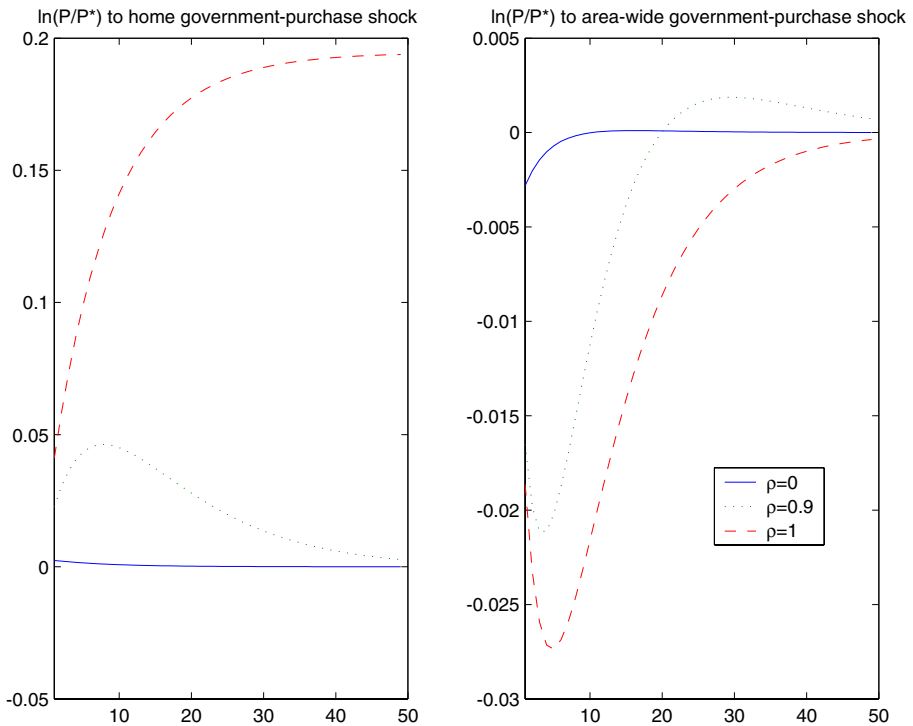 ln(P/P*) to home government-purchase shock
0.2
0.15
0.1
0.05
0
-0.05
10 20 30 40 50
ln(P/P*) to area-wide government-purchase shock
0.005
0
-0.005
-0.01
-0.015
-0.02
-0.025
-0.03
ρ=0
ρ=0.9
ρ=1
10 20 30 40 50